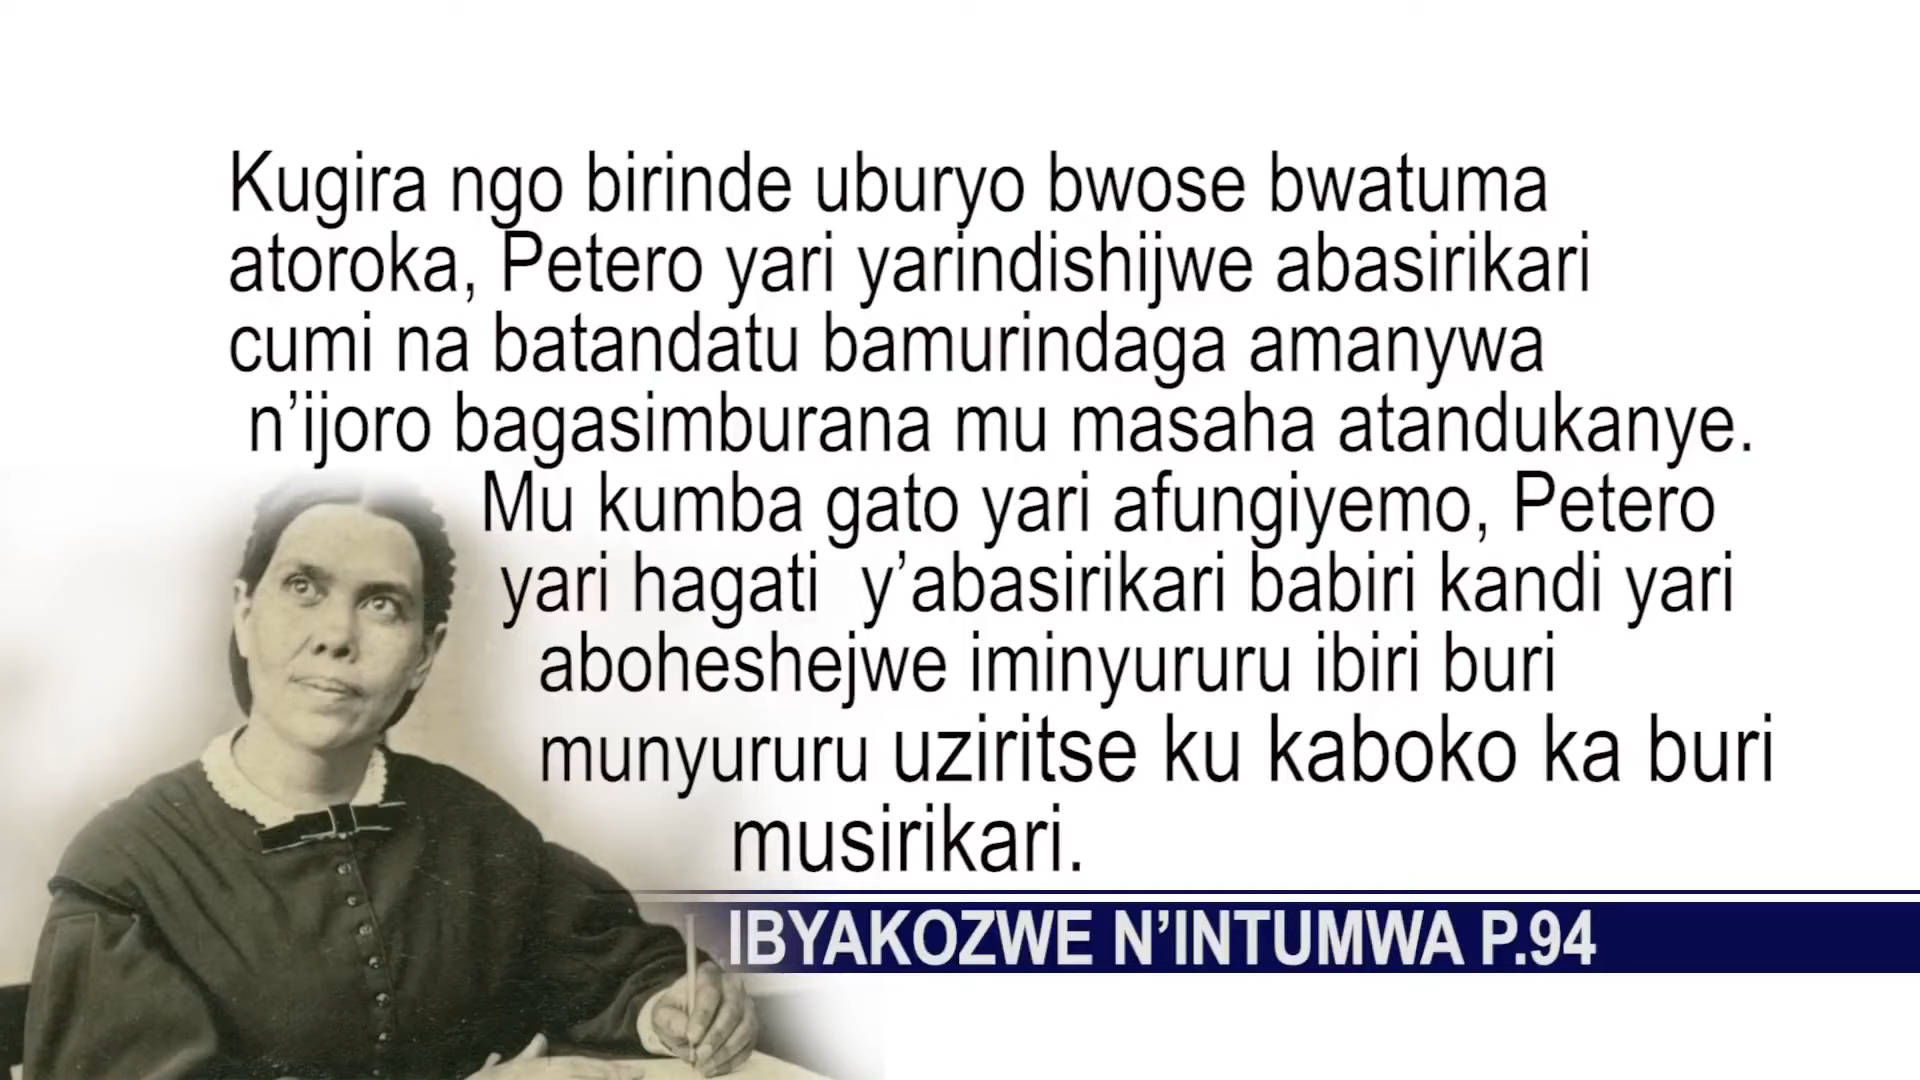 Kugira ngo birinde uburyo bwose bwatuma
atoroka, Petero yari yarindishijwe abasirikari
cumi na batandatu bamurindaga amanywa
n’ijoro bagasimburana mu masaha atandukanye.
Mu kumba gato yari afungiyemo, Petero
yari hagati y’abasirikari babiri kandi yari
aboheshejwe iminyururu ibiri buri
munyururu uziritse ku kaboko ka buri
musirikari.
IBYAKOZWE N’INTUMWA P.94